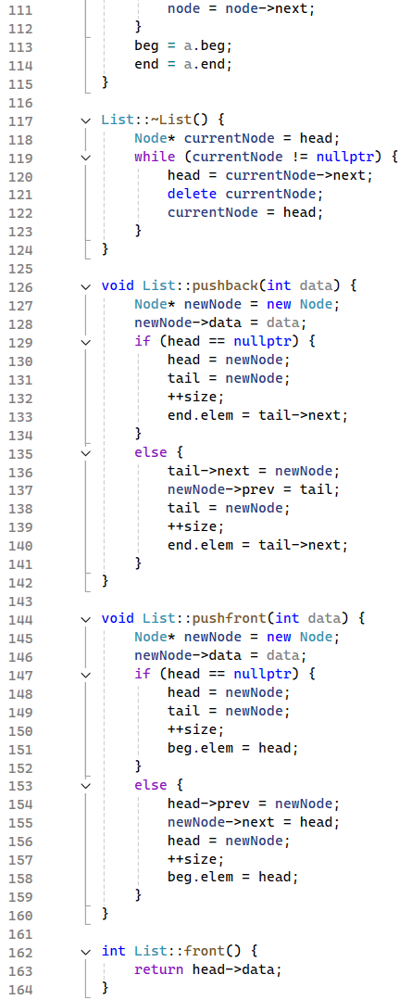 111 node = node->next;
112 }
113 beg = a.beg;
114 end = a.end;
115 }
116
117 List::~List() {
118 Node* currentNode = head;
119 while (currentNode != nullptr) {
120 head = currentNode->next;
121 delete currentNode;
122 currentNode = head;
123 }
124 }
125
126 void List::pushback(int data) {
127 Node* newNode = new Node;
128 newNode->data = data;
129 if (head == nullptr) {
130 head = newNode;
131 tail = newNode;
132 ++size;
133 end.elem = tail->next;
134 }
135 else {
136 tail->next = newNode;
137 newNode->prev = tail;
138 tail = newNode;
139 ++size;
140 end.elem = tail->next;
141 }
142 }
143
144 void List::pushfront(int data) {
145 Node* newNode = new Node;
146 newNode->data = data;
147 if (head == nullptr) {
148 head = newNode;
149 tail = newNode;
150 ++size;
151 beg.elem = head;
152 }
153 else {
154 head->prev = newNode;
155 newNode->next = head;
156 head = newNode;
157 ++size;
158 beg.elem = head;
159 }
160 }
161
162 int List::front() {
163 return head->data;
164 }